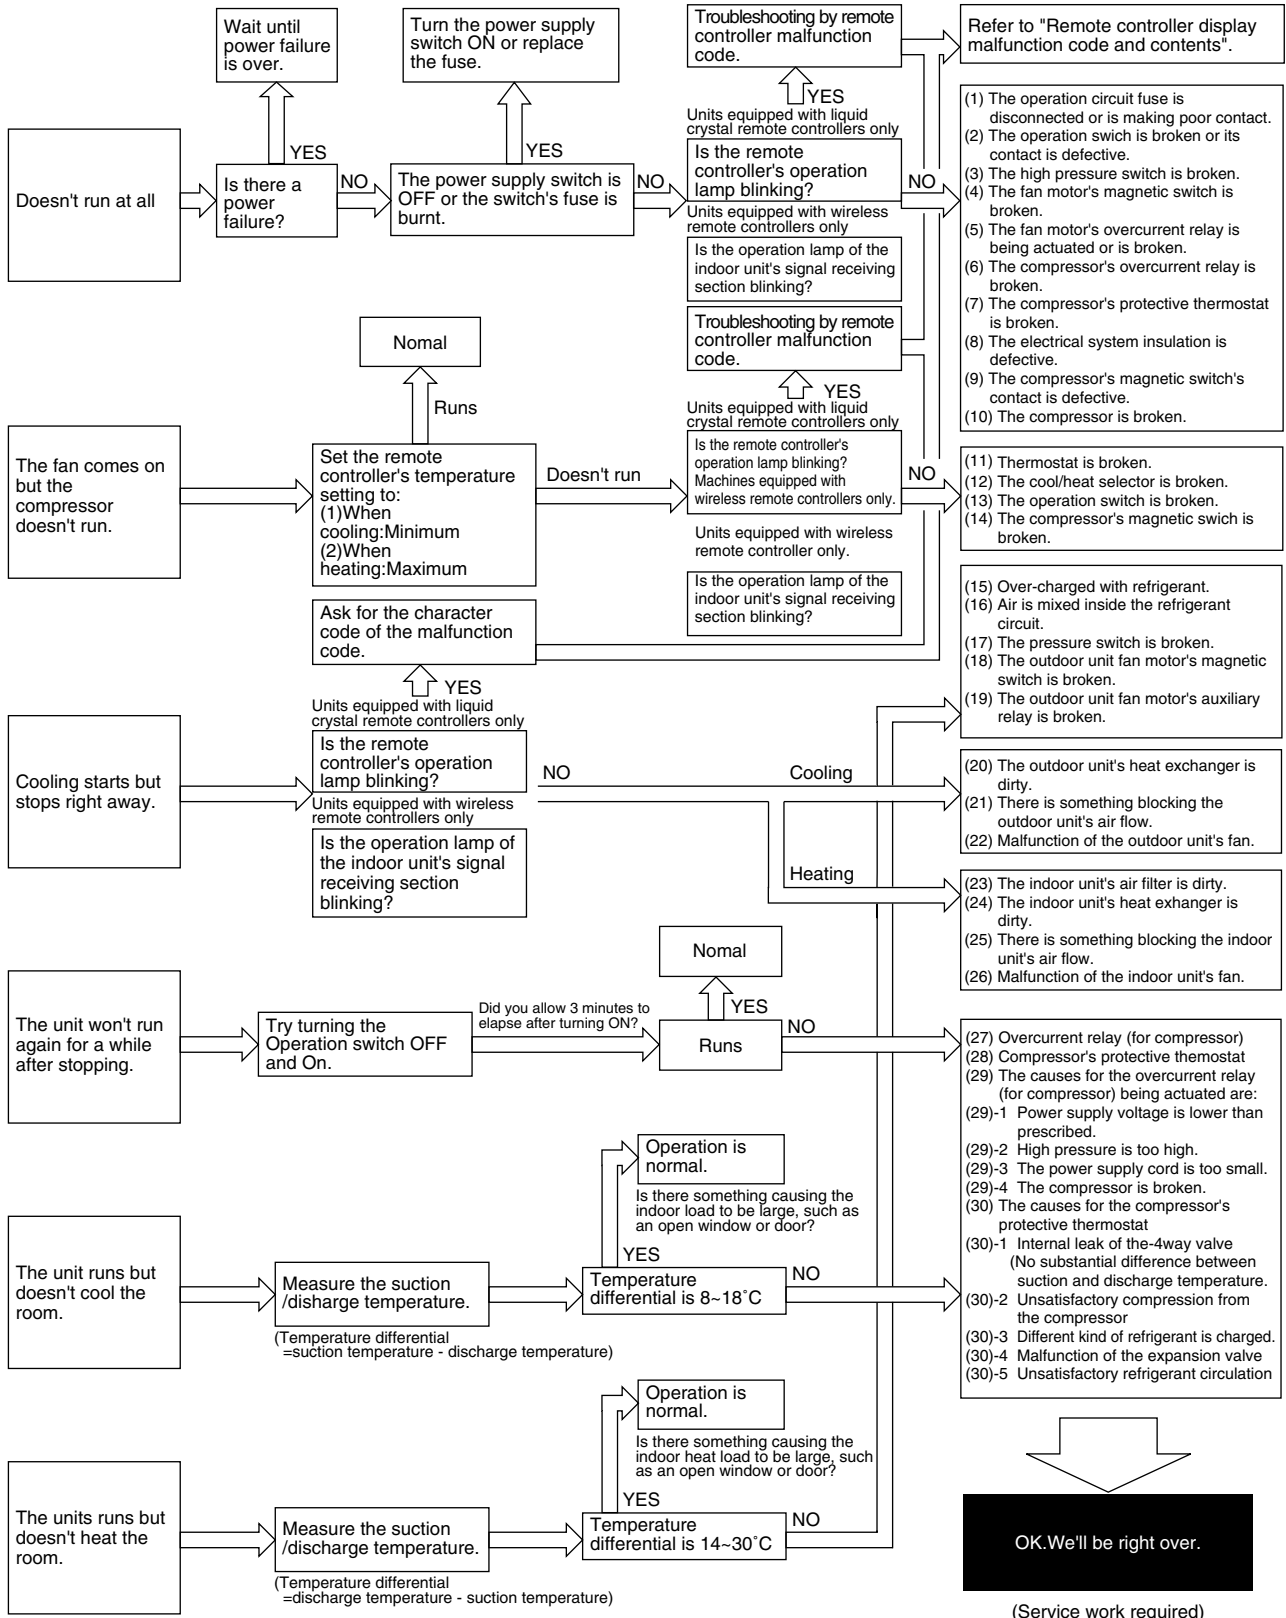 Wait until
power failure
is over.
Turn the power supply
switch ON or replace
the fuse.
Troubleshooting by remote
controller malfunction
code.
Refer to "Remote controller display
malfunction code and contents".
YES
YES
YES
Units equipped with liquid
crystal remote controllers only
Doesn't run at all
Is there a
power
failure?
NO
The power supply switch is
OFF or the switch's fuse is
burnt.
NO
Is the remote
controller's operation
lamp blinking?
NO
Units equipped with wireless
remote controllers only
Is the operation lamp of the
indoor unit's signal receiving
section blinking?
(1) The operation circuit fuse is
disconnected or is making poor contact.
(2) The operation swich is broken or its
contact is defective.
(3) The high pressure switch is broken.
(4) The fan motor's magnetic switch is
broken.
(5) The fan motor's overcurrent relay is
being actuated or is broken.
(6) The compressor's overcurrent relay is
broken.
(7) The compressor's protective thermostat
is broken.
(8) The electrical system insulation is
defective.
(9) The compressor's magnetic switch's
contact is defective.
(10) The compressor is broken.
Nomal
Runs
Troubleshooting by remote
controller malfunction
code.
YES
Units equipped with liquid
crystal remote controllers only
The fan comes on
but the
compressor
doesn't run.
Set the remote
controller's temperature
setting to:
(1)When
cooling:Minimum
(2)When
heating:Maximum
Doesn't run
Is the remote controller's
operation lamp blinking?
Machines equipped with
wireless remote controllers only.
NO
Units equipped with wireless
remote controller only.
Is the operation lamp of the
indoor unit's signal receiving
section blinking?
(11) Thermostat is broken.
(12) The cool/heat selector is broken.
(13) The operation switch is broken.
(14) The compressor's magnetic swich is
broken.
Ask for the character
code of the malfunction
code.
YES
Units equipped with liquid
crystal remote controllers only
(15) Over-charged with refrigerant.
(16) Air is mixed inside the refrigerant
circuit.
(17) The pressure switch is broken.
(18) The outdoor unit fan motor's magnetic
switch is broken.
(19) The outdoor unit fan motor's auxiliary
relay is broken.
Cooling starts but
stops right away.
Is the remote
controller's operation
lamp blinking?
Units equipped with wireless
remote controllers only
Is the operation lamp of
the indoor unit's signal
receiving section
blinking?
NO
Cooling
Heating
(20) The outdoor unit's heat exchanger is
dirty.
(21) There is something blocking the
outdoor unit's air flow.
(22) Malfunction of the outdoor unit's fan.
(23) The indoor unit's air filter is dirty.
(24) The indoor unit's heat exhanger is
dirty.
(25) There is something blocking the indoor
unit's air flow.
(26) Malfunction of the indoor unit's fan.
Nomal
YES
The unit won't run
again for a while
after stopping.
Try turning the
Operation switch OFF
and On.
Did you allow 3 minutes to
elapse after turning ON?
Runs
NO
(27) Overcurrent relay (for compressor)
(28) Compressor's protective themostat
(29) The causes for the overcurrent relay
(for compressor) being actuated are:
(29)-1 Power supply voltage is lower than
prescribed.
(29)-2 High pressure is too high.
(29)-3 The power supply cord is too small.
(29)-4 The compressor is broken.
(30) The causes for the compressor's
protective thermostat
(30)-1 Internal leak of the-4way valve
(No substantial difference between
suction and discharge temperature.
(30)-2 Unsatisfactory compression from
the compressor
(30)-3 Different kind of refrigerant is charged.
(30)-4 Malfunction of the expansion valve
(30)-5 Unsatisfactory refrigerant circulation
Operation is
normal.
Is there something causing the
indoor load to be large, such as
an open window or door?
YES
The unit runs but
doesn't cool the
room.
Measure the suction
/disharge temperature.
(Temperature differential
=suction temperature - discharge temperature)
Temperature
differential is 8~18˚C
NO
Operation is
normal.
Is there something causing the
indoor heat load to be large, such
as an open window or door?
YES
The units runs but
doesn't heat the
room.
Measure the suction
/discharge temperature.
(Temperature differential
=discharge temperature - suction temperature)
Temperature
differential is 14~30˚C
NO
OK.We'll be right over.
(Service work required)